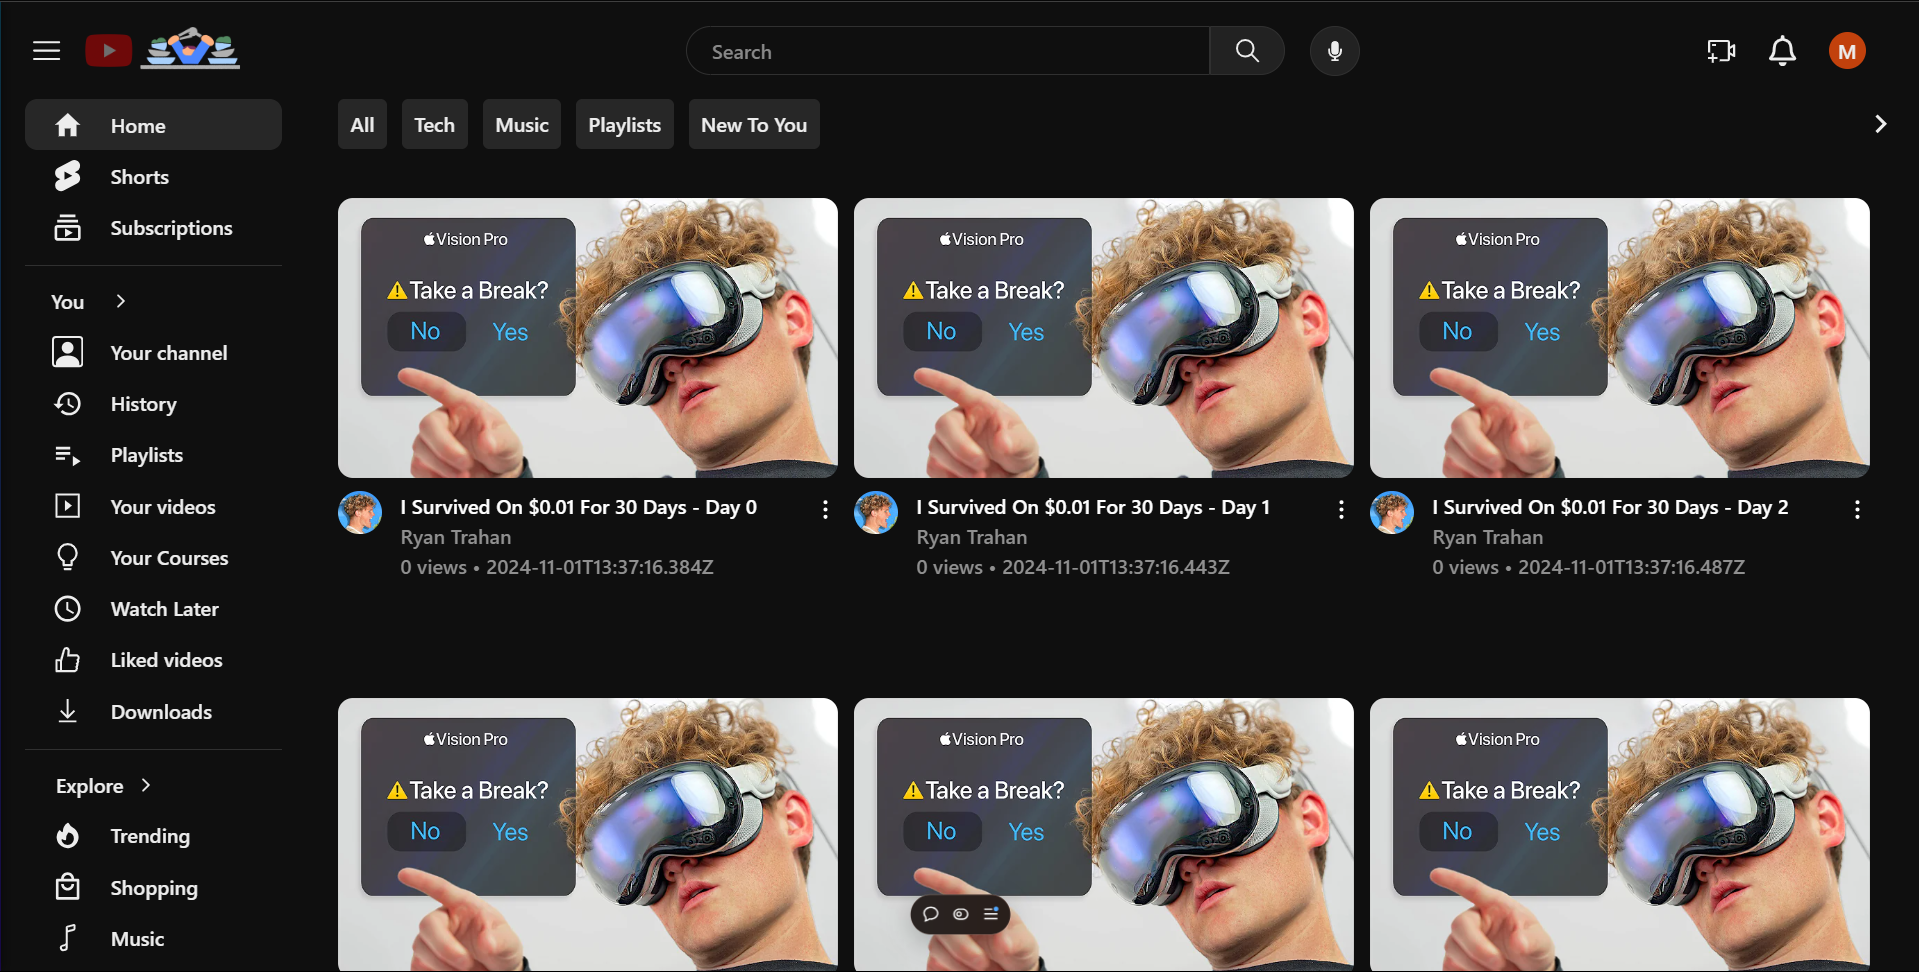 Search
M
Home
Shorts
Subscriptions
You
Your channel
History
Playlists
Your videos
Your Courses
Watch Later
Liked videos
Downloads
Explore
Trending
Shopping
Music
All
Tech
Music
Playlists
New To You
Vision Pro
Take a Break?
No
Yes
I Survived On $0.01 For 30 Days - Day 0
Ryan Trahan
0 views • 2024-11-01T13:37:16.384Z
Vision Pro
Take a Break?
No
Yes
I Survived On $0.01 For 30 Days - Day 1
Ryan Trahan
0 views • 2024-11-01T13:37:16.443Z
Vision Pro
Take a Break?
No
Yes
I Survived On $0.01 For 30 Days - Day 2
Ryan Trahan
0 views • 2024-11-01T13:37:16.487Z
Vision Pro
Take a Break?
No
Yes
Vision Pro
Take a Break?
No
Yes
Vision Pro
Take a Break?
No
Yes